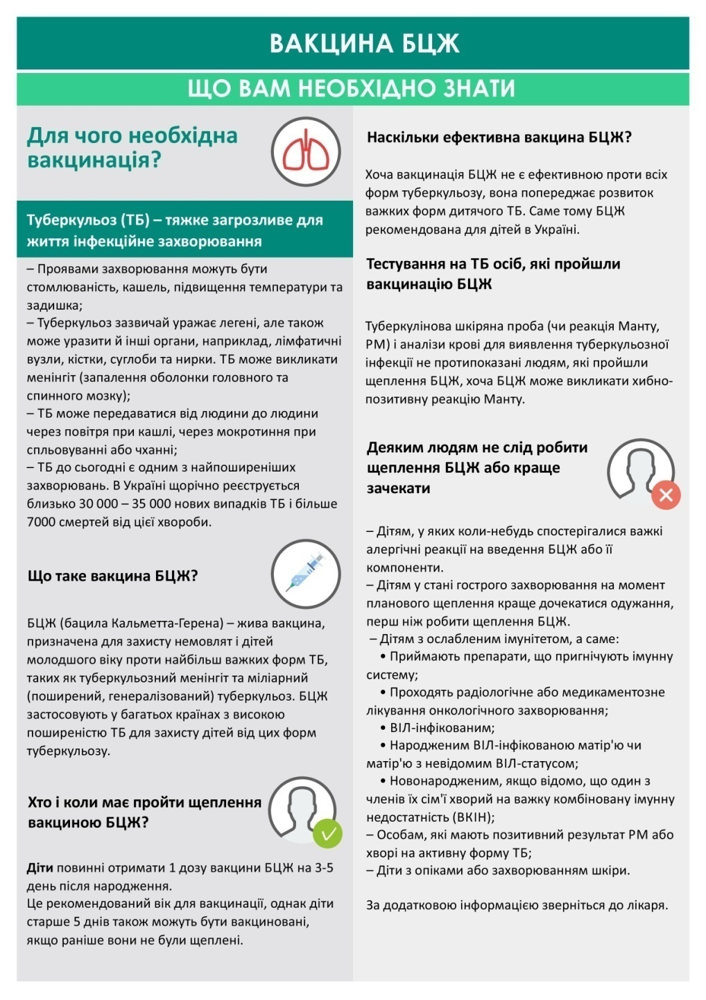 ВАКЦИНА БЦЖ
ЩО ВАМ НЕОБХІДНО ЗНАТИ
Для чого необхідна
вакцинація?
Туберкульоз (ТБ) – тяжке загрозливе для
життя інфекційне захворювання
– Проявами захворювання можуть бути
стомлюваність, кашель, підвищення температури та
задишка;
– Туберкульоз зазвичай уражає легені, але також
може уразити й інші органи, наприклад, лімфатичні
вузли, кістки, суглоби та нирки. ТБ може викликати
менінгіт (запалення оболонки головного та
спинного мозку);
– ТБ може передаватися від людини до людини
через повітря при кашлі, через мокротиння при
спльовуванні або чханні;
– ТБ до сьогодні є одним з найпоширеніших
захворювань. В Україні щорічно реєструється
близько 30 000 – 35 000 нових випадків ТБ і більше
7000 смертей від цієї хвороби.
Що таке вакцина БЦЖ?
БЦЖ (бацила Кальметта-Герена) – жива вакцина,
призначена для захисту немовлят і дітей
молодшого віку проти найбільш важких форм ТБ,
таких як туберкульозний менінгіт та міліарний
(поширений, генералізований) туберкульоз. БЦЖ
застосовують у багатьох країнах з високою
поширеністю ТБ для захисту дітей від цих форм
туберкульозу.
Хто і коли має пройти щеплення
вакциною БЦЖ?
Діти повинні отримати 1 дозу вакцини БЦЖ на 3-5
день після народження.
Це рекомендований вік для вакцинації, однак діти
старше 5 днів також можуть бути вакциновані,
якщо раніше вони не були щеплені.
Наскільки ефективна вакцина БЦЖ?
Хоча вакцинація БЦЖ не є ефективною проти всіх
форм туберкульозу, вона попереджає розвиток
важких форм дитячого ТБ. Саме тому БЦЖ
рекомендована для дітей в Україні.
Тестування на ТБ осіб, які пройшли
вакцинацію БЦЖ
Туберкулінова шкіряна проба (чи реакція Манту,
РМ) і аналізи крові для виявлення туберкульозної
інфекції не протипоказані людям, які пройшли
щеплення БЦЖ, хоча БЦЖ може викликати хибно-
позитивну реакцію Манту.
Деяким людям не слід робити
щеплення БЦЖ або краще
зачекати
– Дітям, у яких коли-небудь спостерігалися важкі
алергічні реакції на введення БЦЖ або її
компоненти.
– Дітям у стані гострого захворювання на момент
планового щеплення краще дочекатися одужання,
перш ніж робити щеплення БЦЖ.
– Дітям з ослабленим імунітетом, а саме:
• Приймають препарати, що пригнічують імунну
систему;
• Проходять радіологічне або медикаментозне
лікування онкологічного захворювання;
• ВІЛ-інфікованим;
• Народженим ВІЛ-інфікованою матір'ю чи
матір'ю з невідомим ВІЛ-статусом;
• Новонародженим, якщо відомо, що один з
членів їх сім'ї хворий на важку комбіновану імунну
недостатність (ВКІН);
– Особам, які мають позитивний результат РМ або
хворі на активну форму ТБ;
– Діти з опіками або захворюванням шкіри.
За додатковою інформацією зверніться до лікаря.